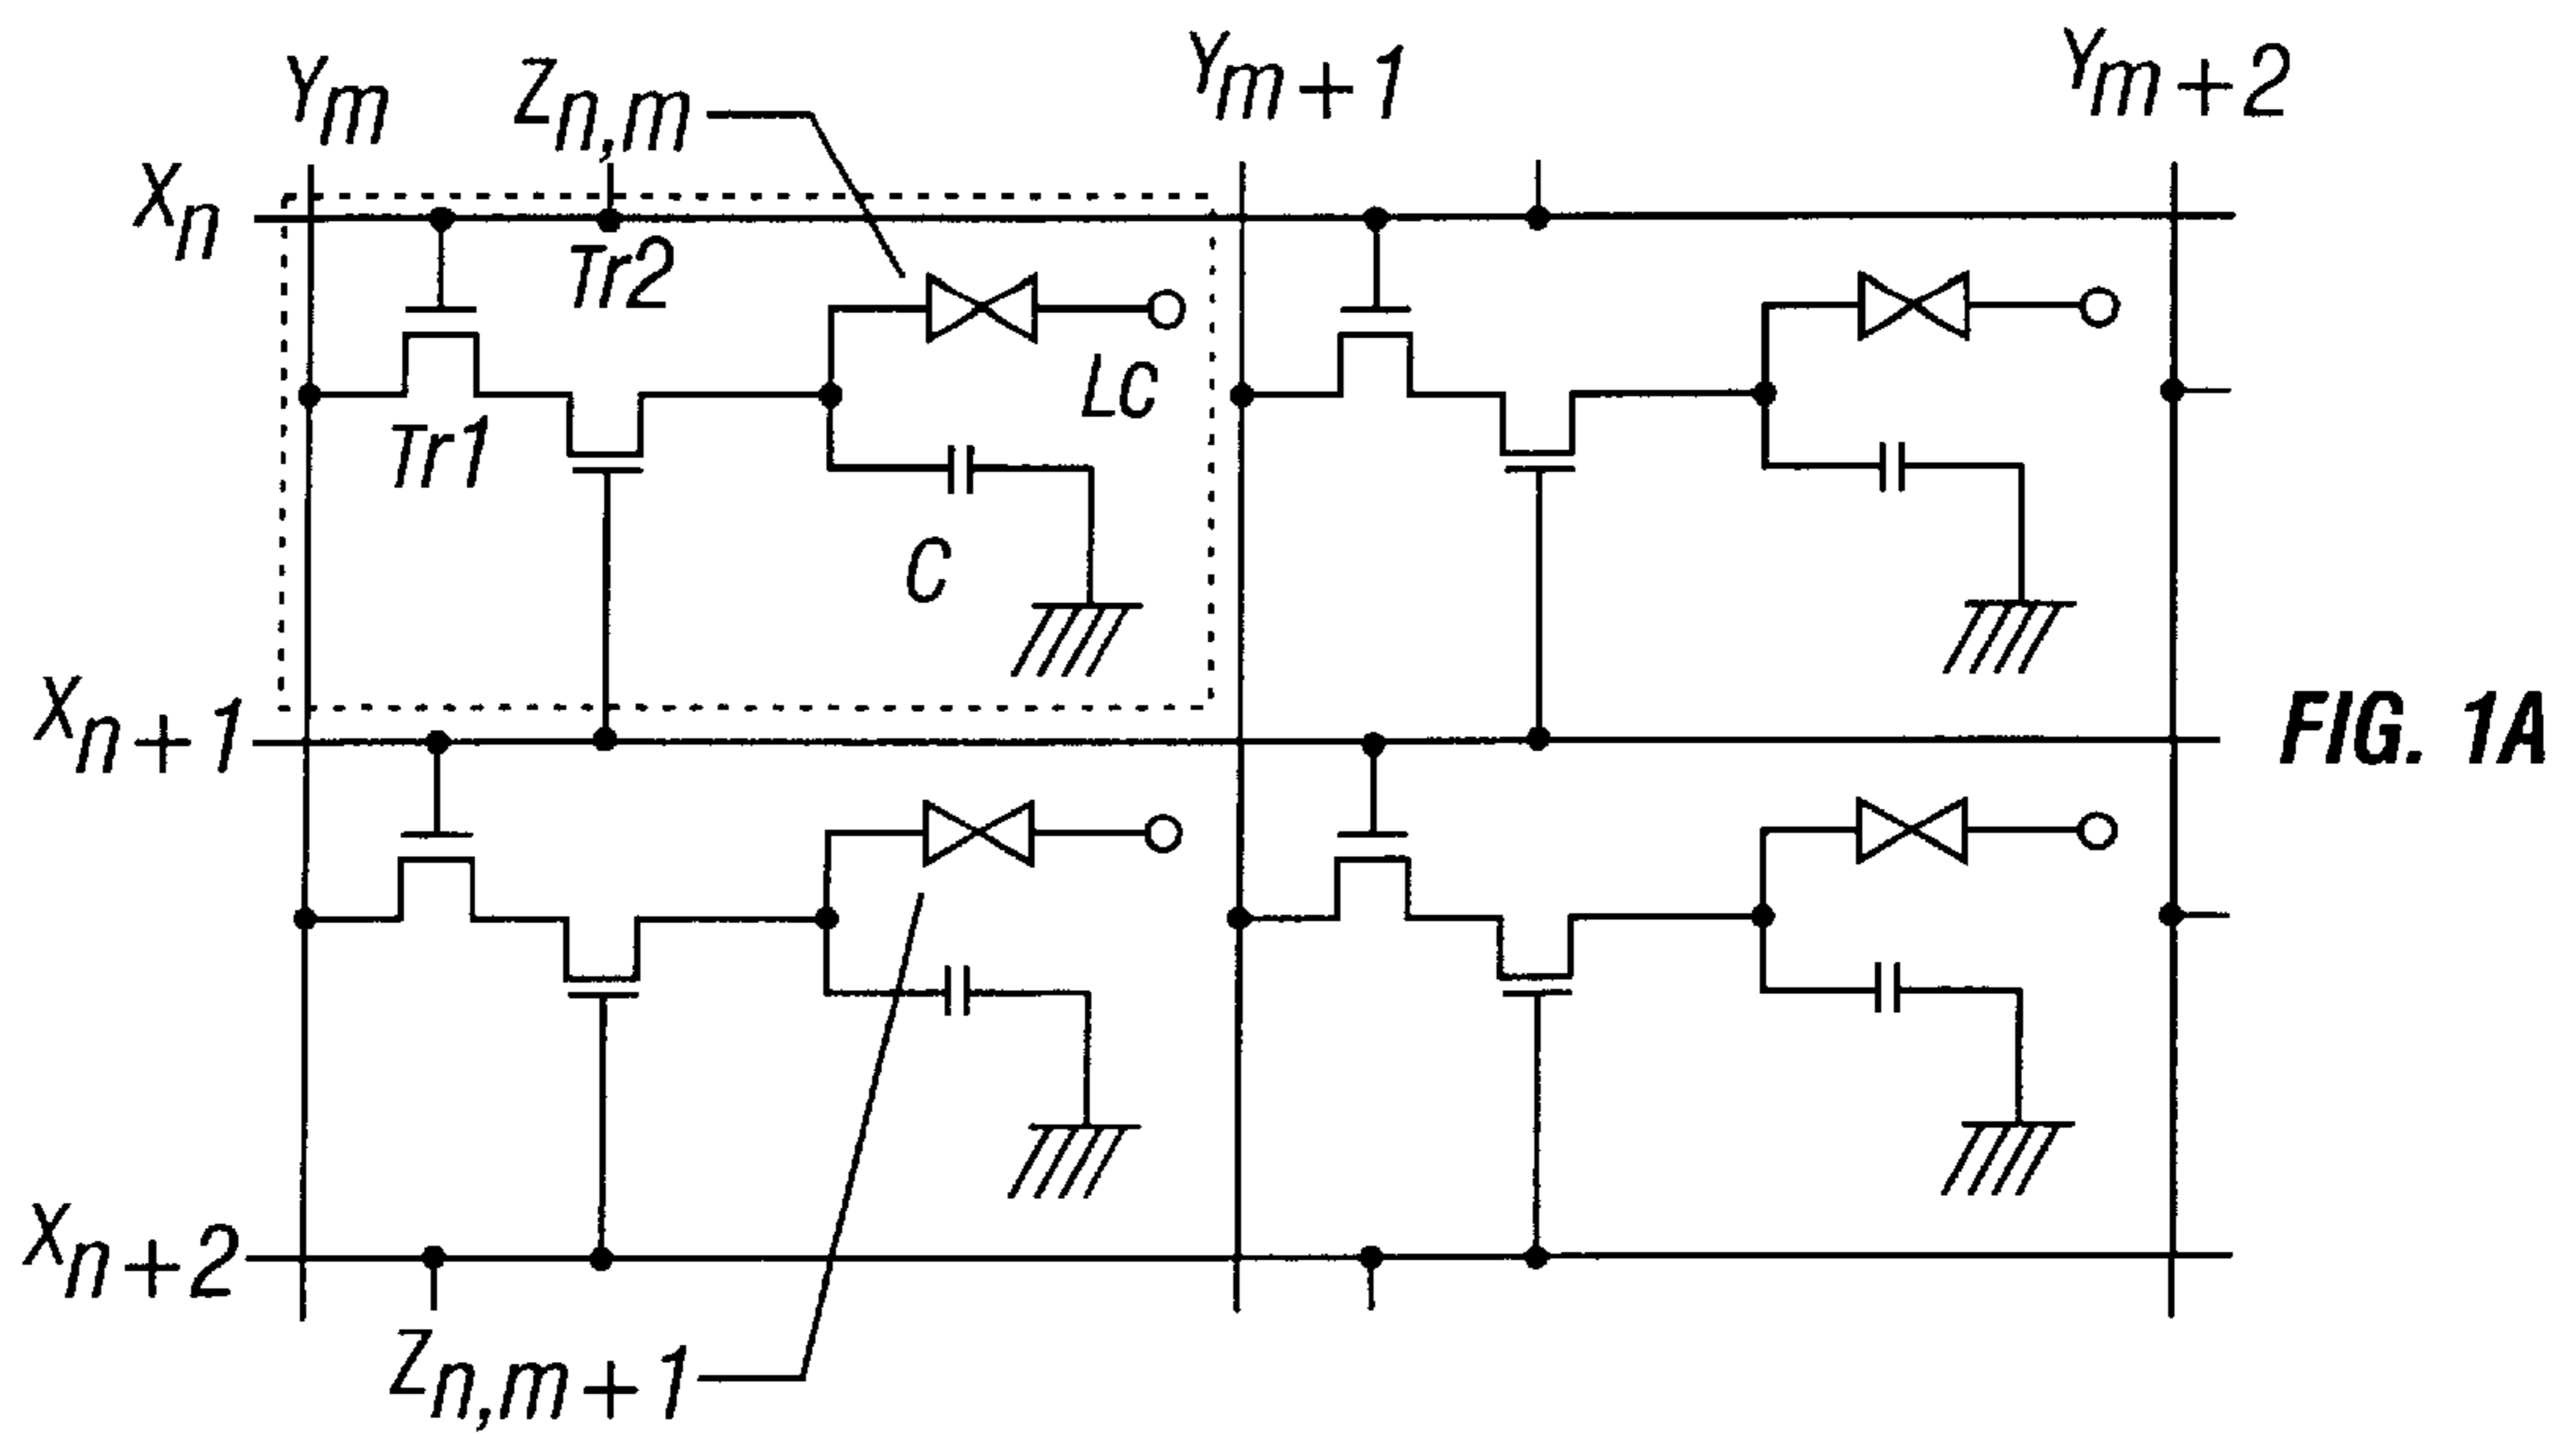 Ym
Zn,m
Ym+1
Ym+2
Xn
Tr2
LC
Tr1
C
Xn+1
FIG. 1A
Xn+2
Zn,m+1